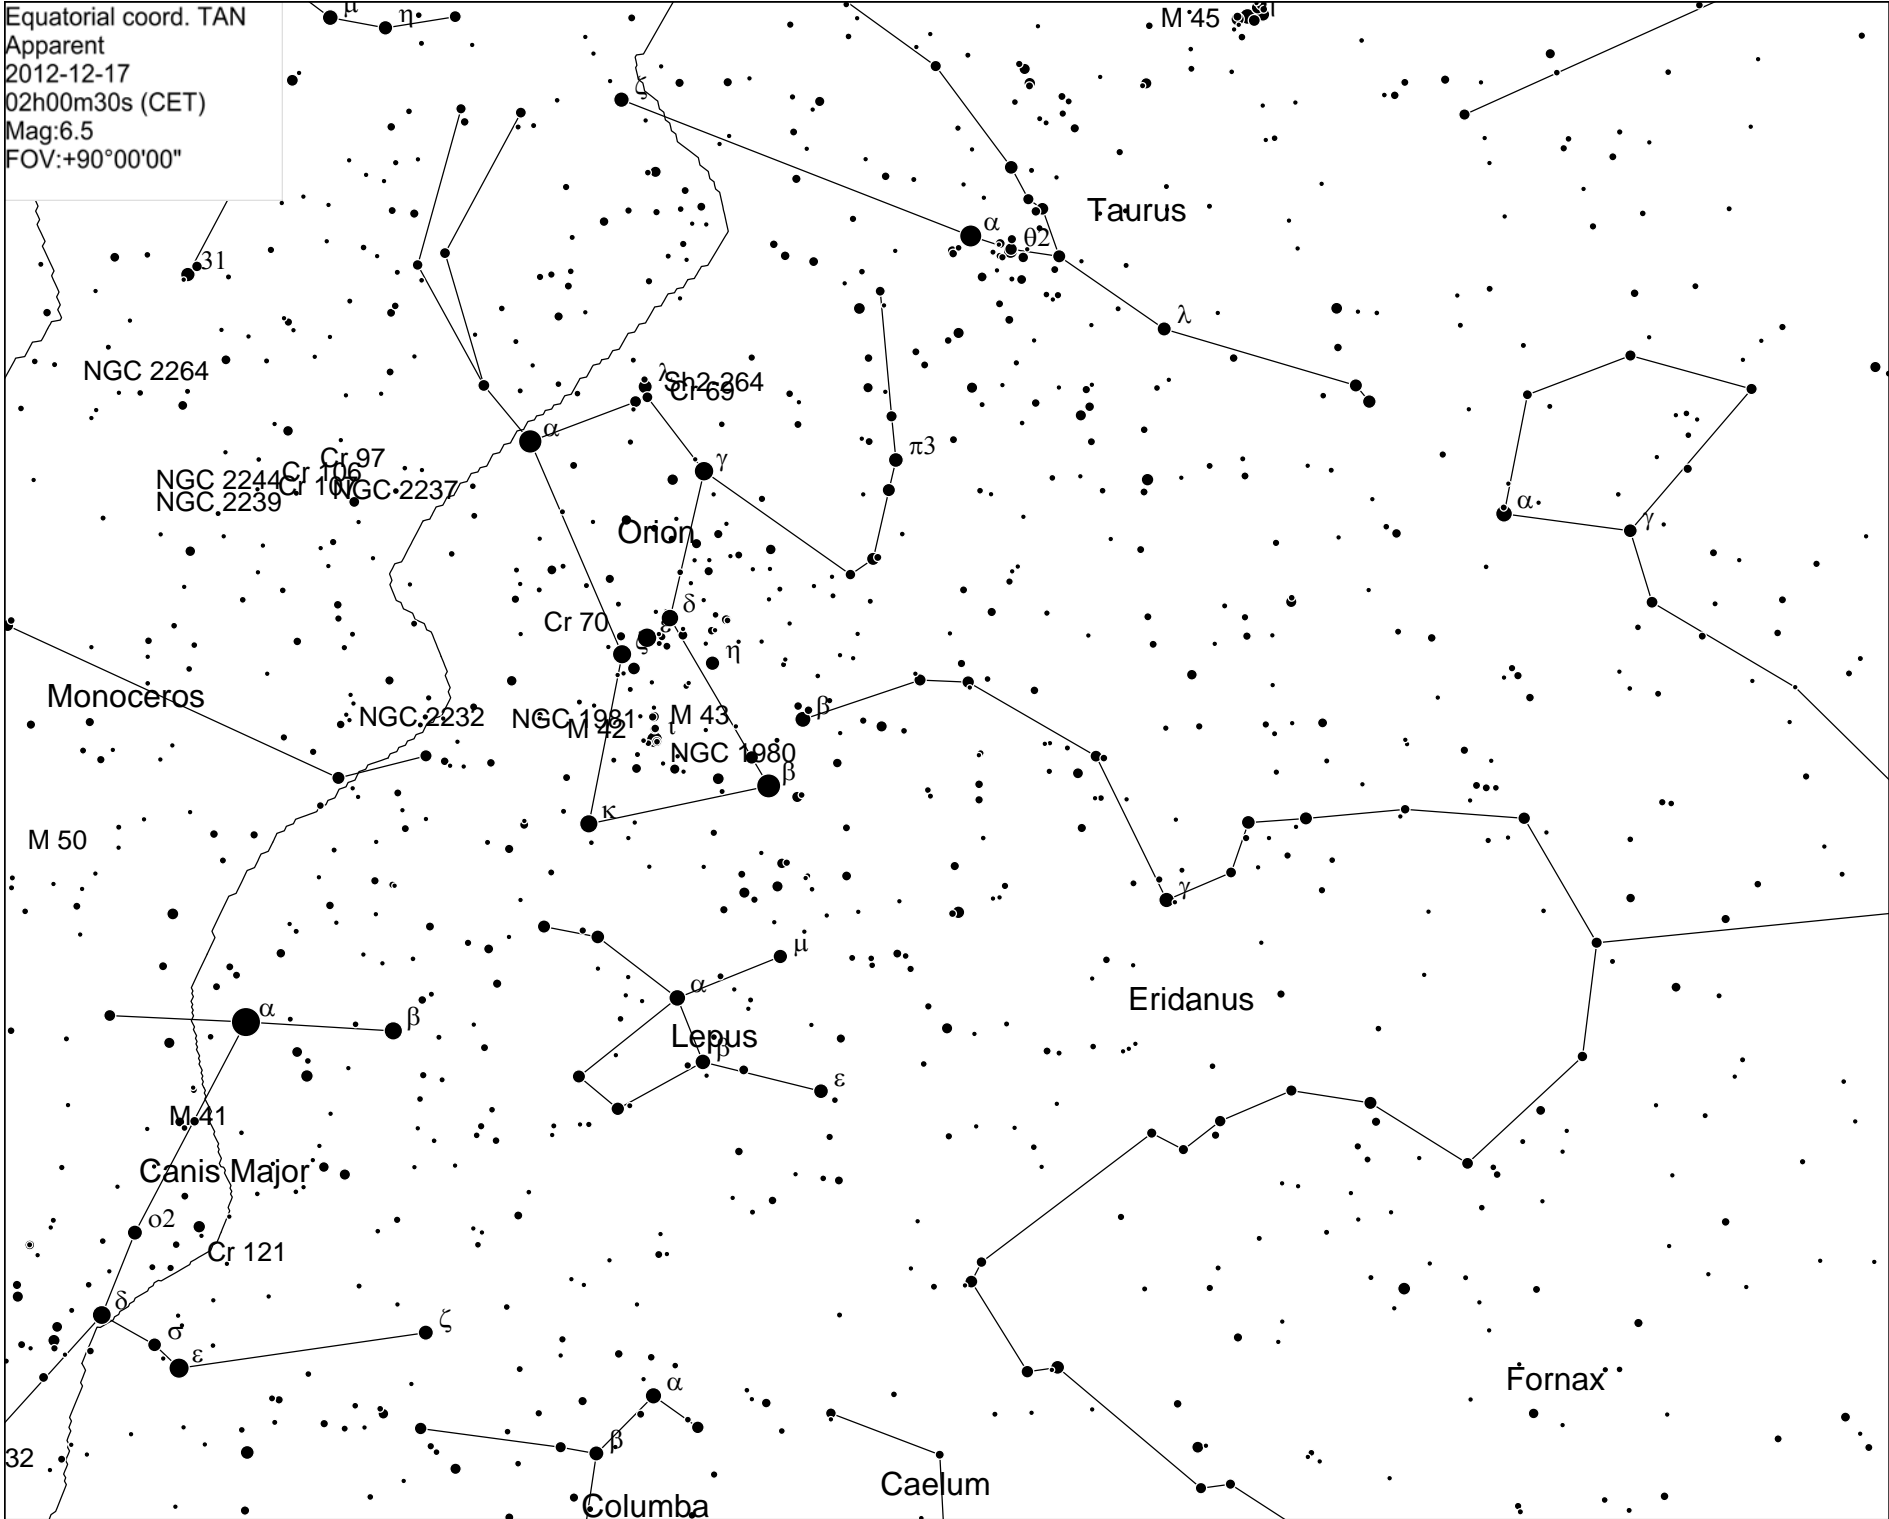 Equatorial coord. TAN
Apparent
2012-12-17
02h00m30s (CET)
Mag:6.5
FOV:+90°00'00"
μ
η
M 45
η
ζ
Taurus
α
θ2
31
λ
NGC 2264
λ
Sh2-264
Cr 69
α
π3
γ
Cr 97
Cr 106
NGC 2244
Cr 107
NGC 2237
NGC 2239
α
γ
Orion
δ
Cr 70
ε
ζ
η
Monoceros
β
NGC 2232
NGC 1981
M 43
M 42
ι
NGC 1980
β
κ
M 50
γ
μ
α
Eridanus
α
β
Lepus
β
ε
M 41
Canis Major
ο2
Cr 121
δ
σ
ζ
ε
Fornax
α
β
32
Caelum
Columba